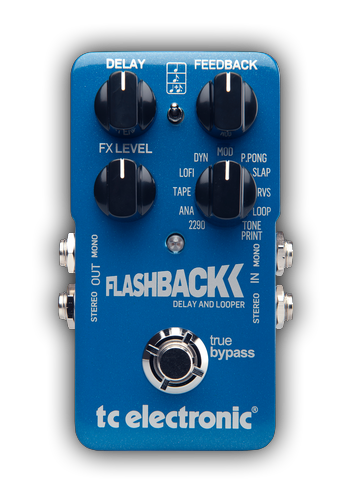 DELAY FEEDBACK
FX LEVEL
DYN MOD P.PONG
LOFI SLAP
TAPE RVS
ANA LOOP
2290 TONE
PRINT
STEREO OUT MONO
STEREO IN MONO
FLASHBACK
DELAY AND LOOPER
true
bypass
tc electronic®